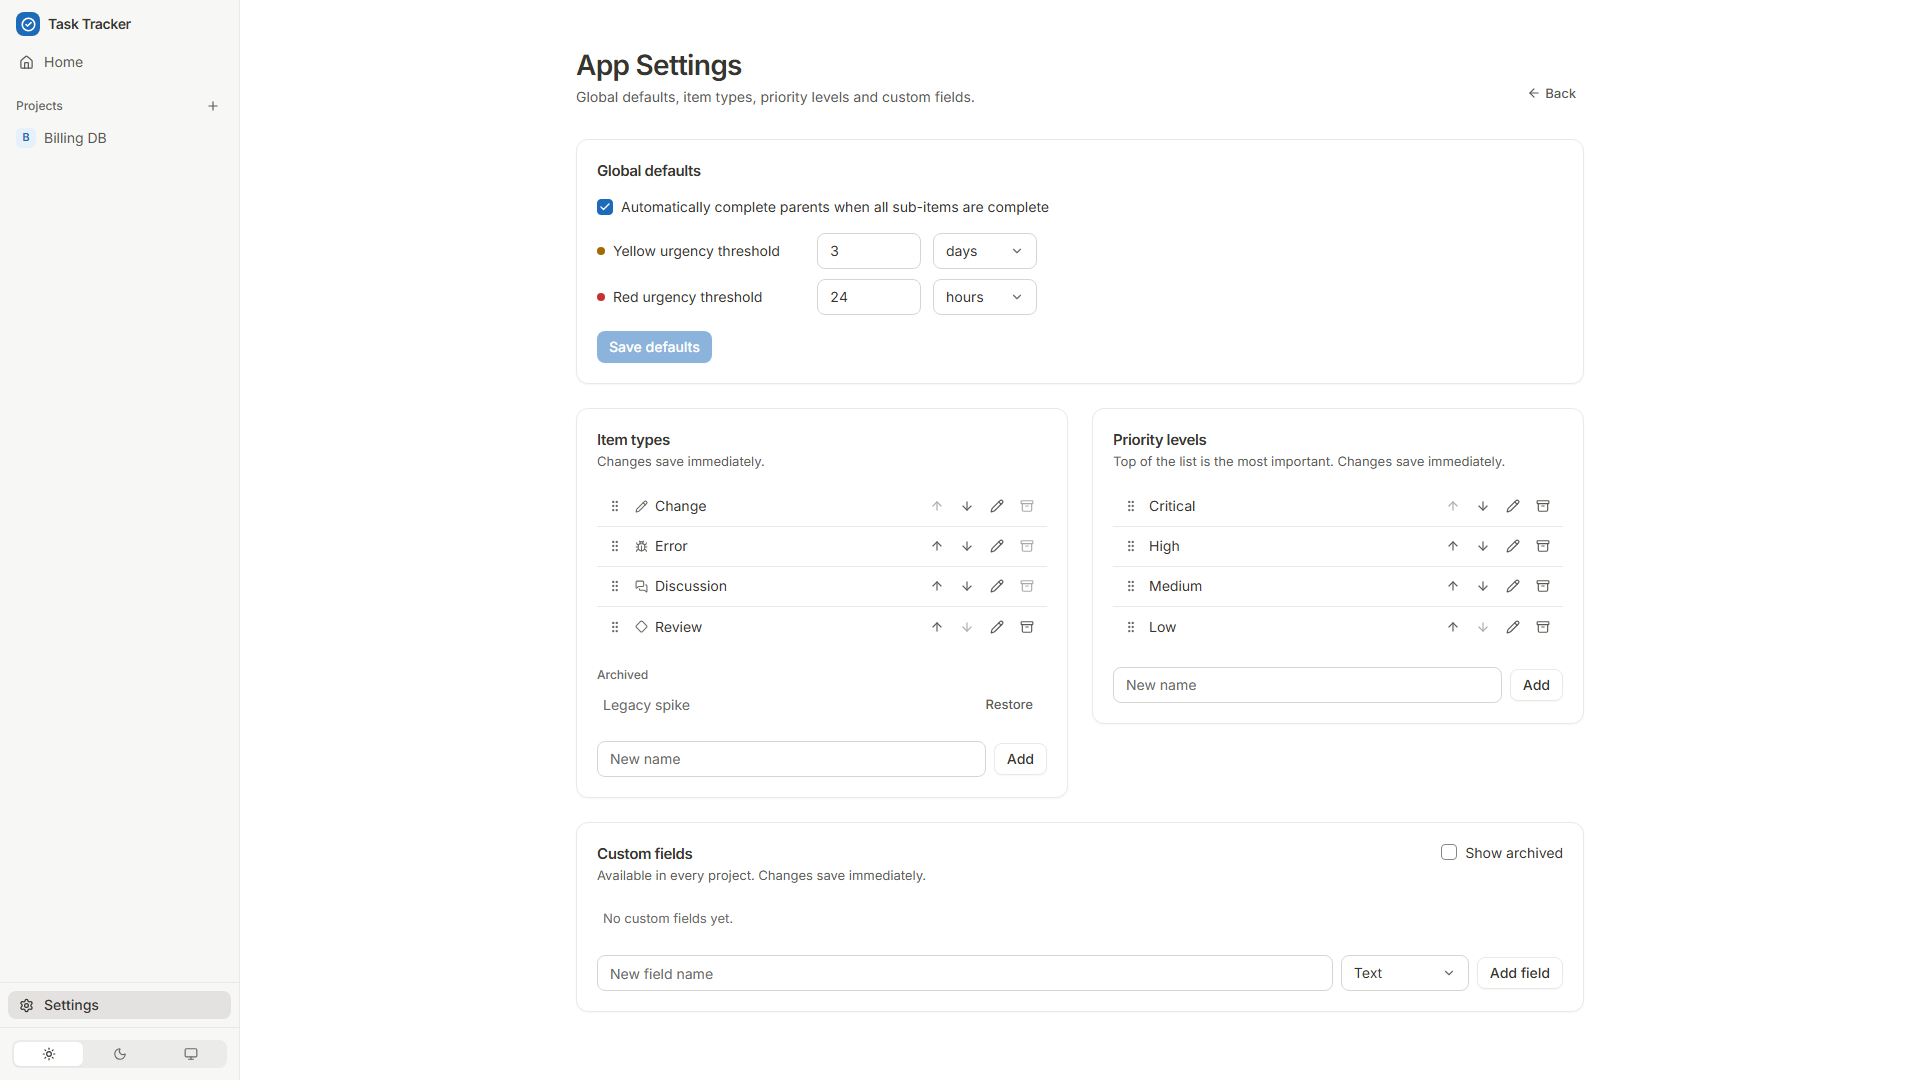 Task Tracker
Home
Projects
B Billing DB
Settings
App Settings
Global defaults, item types, priority levels and custom fields.
Back
Global defaults
Automatically complete parents when all sub-items are complete
Yellow urgency threshold 3 days
Red urgency threshold 24 hours
Save defaults
Item types
Changes save immediately.
Change
Error
Discussion
Review
Archived
Legacy spike Restore
New name Add
Priority levels
Top of the list is the most important. Changes save immediately.
Critical
High
Medium
Low
New name Add
Custom fields
Show archived
Available in every project. Changes save immediately.
No custom fields yet.
New field name Text Add field